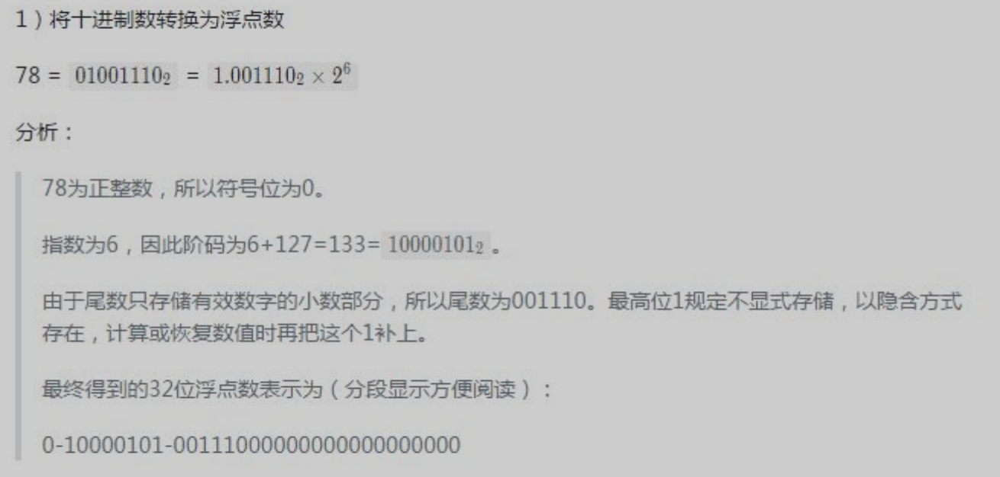 1）将十进制数转换为浮点数
78 = 01001110₂ = 1.001110₂ × 2⁶
分析：
78为正整数，所以符号位为0。
指数为6，因此阶码为6+127=133= 10000101₂ 。
由于尾数只存储有效数字的小数部分，所以尾数为001110。最高位1规定不显式存储，以隐含方式
存在，计算或恢复数值时再把这个1补上。
最终得到的32位浮点数表示为（分段显示方便阅读）：
0-10000101-00111000000000000000000